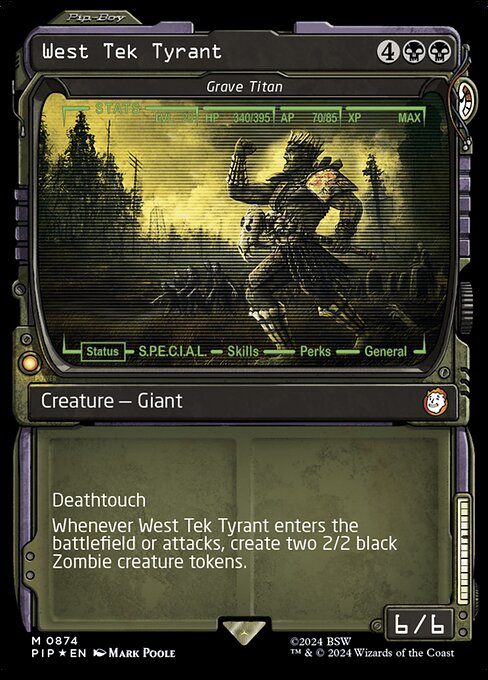 Pip-Boy
West Tek Tyrant 4
Grave Titan
STATS HP 340/395 AP 70/85 XP MAX
Status S.P.E.C.I.A.L. Skills Perks General
Creature — Giant
Deathtouch
Whenever West Tek Tyrant enters the
battlefield or attacks, create two 2/2 black
Zombie creature tokens.
6/6
M 0874
PIP ★ EN Mark Poole
©2024 BSW
™ & © 2024 Wizards of the Coast